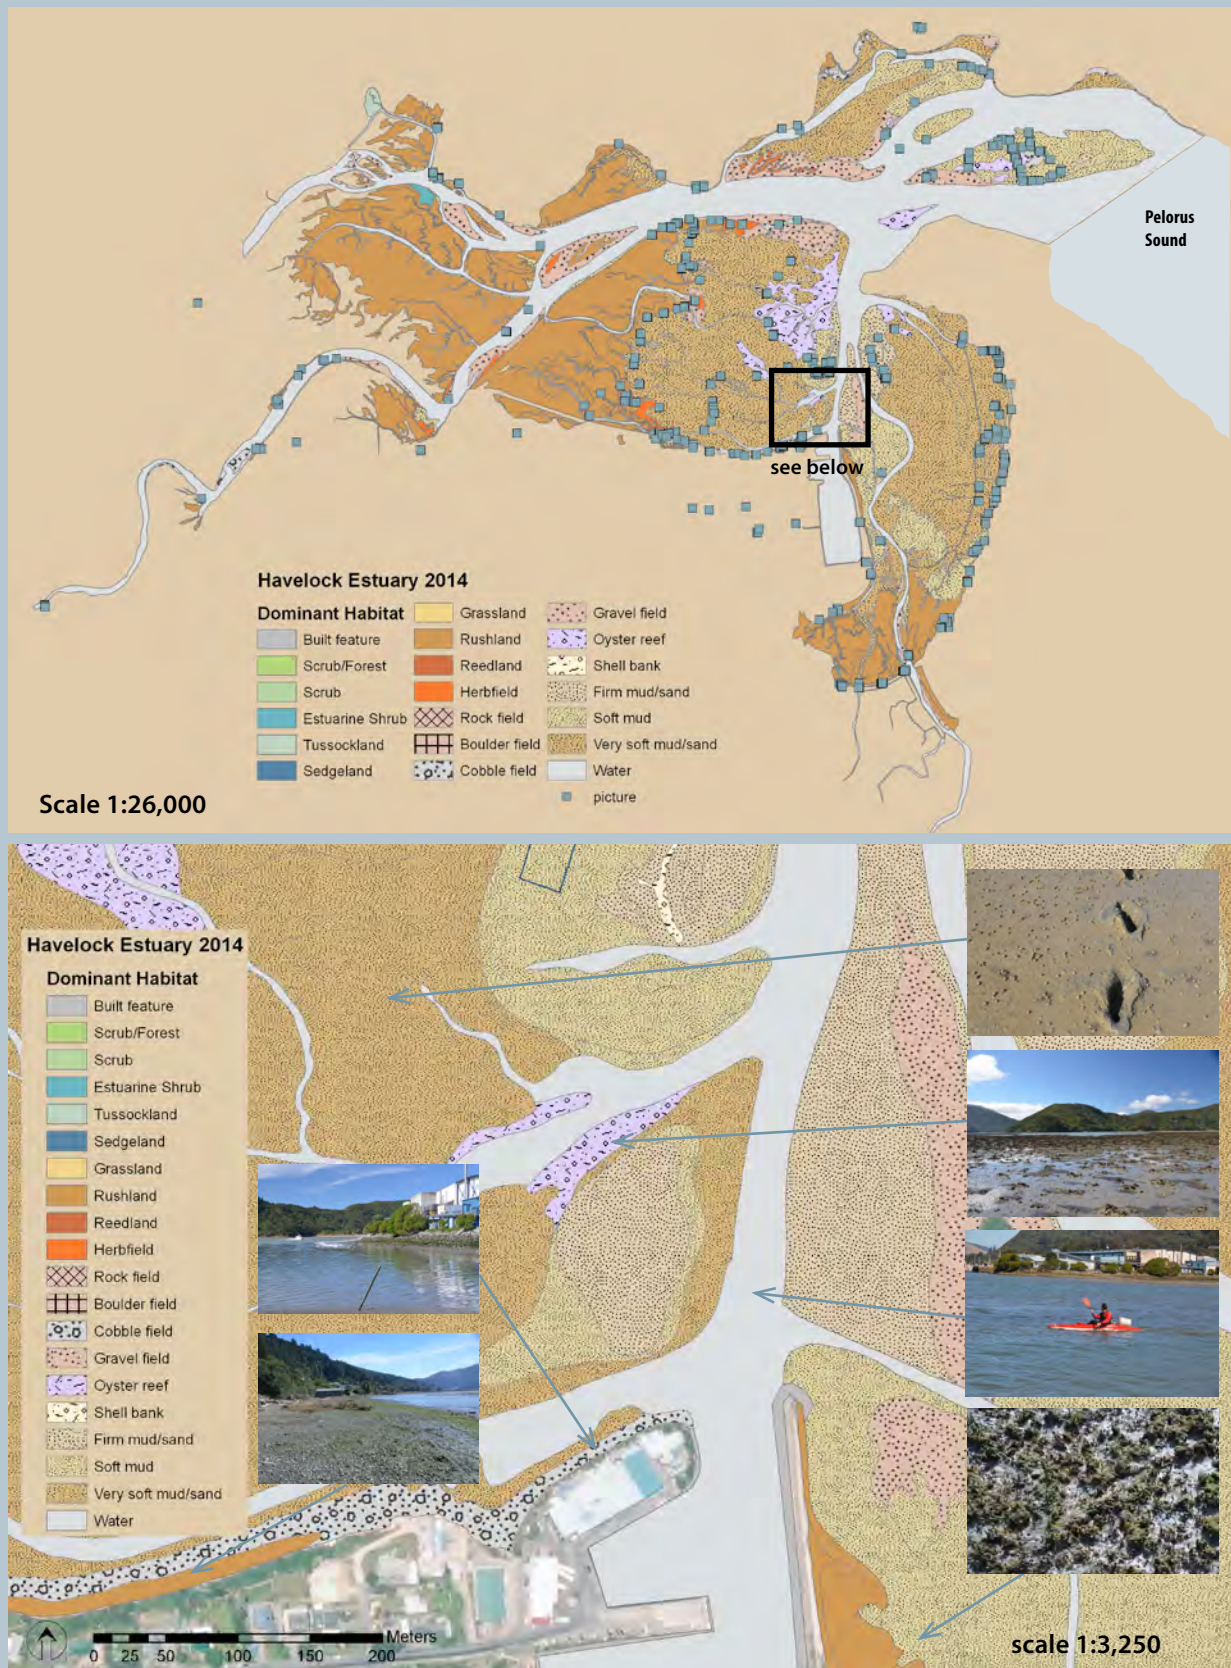 Pelorus
Sound
see below
Havelock Estuary 2014
Dominant Habitat
Built feature
Scrub/Forest
Scrub
Estuarine Shrub
Tussockland
Sedgeland
Grassland
Rushland
Reedland
Herbfield
Rock field
Boulder field
Cobble field
Gravel field
Oyster reef
Shell bank
Firm mud/sand
Soft mud
Very soft mud/sand
Water
picture
Scale 1:26,000
Havelock Estuary 2014
Dominant Habitat
Built feature
Scrub/Forest
Scrub
Estuarine Shrub
Tussockland
Sedgeland
Grassland
Rushland
Reedland
Herbfield
Rock field
Boulder field
Cobble field
Gravel field
Oyster reef
Shell bank
Firm mud/sand
Soft mud
Very soft mud/sand
Water
Meters
0 25 50 100 150 200
scale 1:3,250